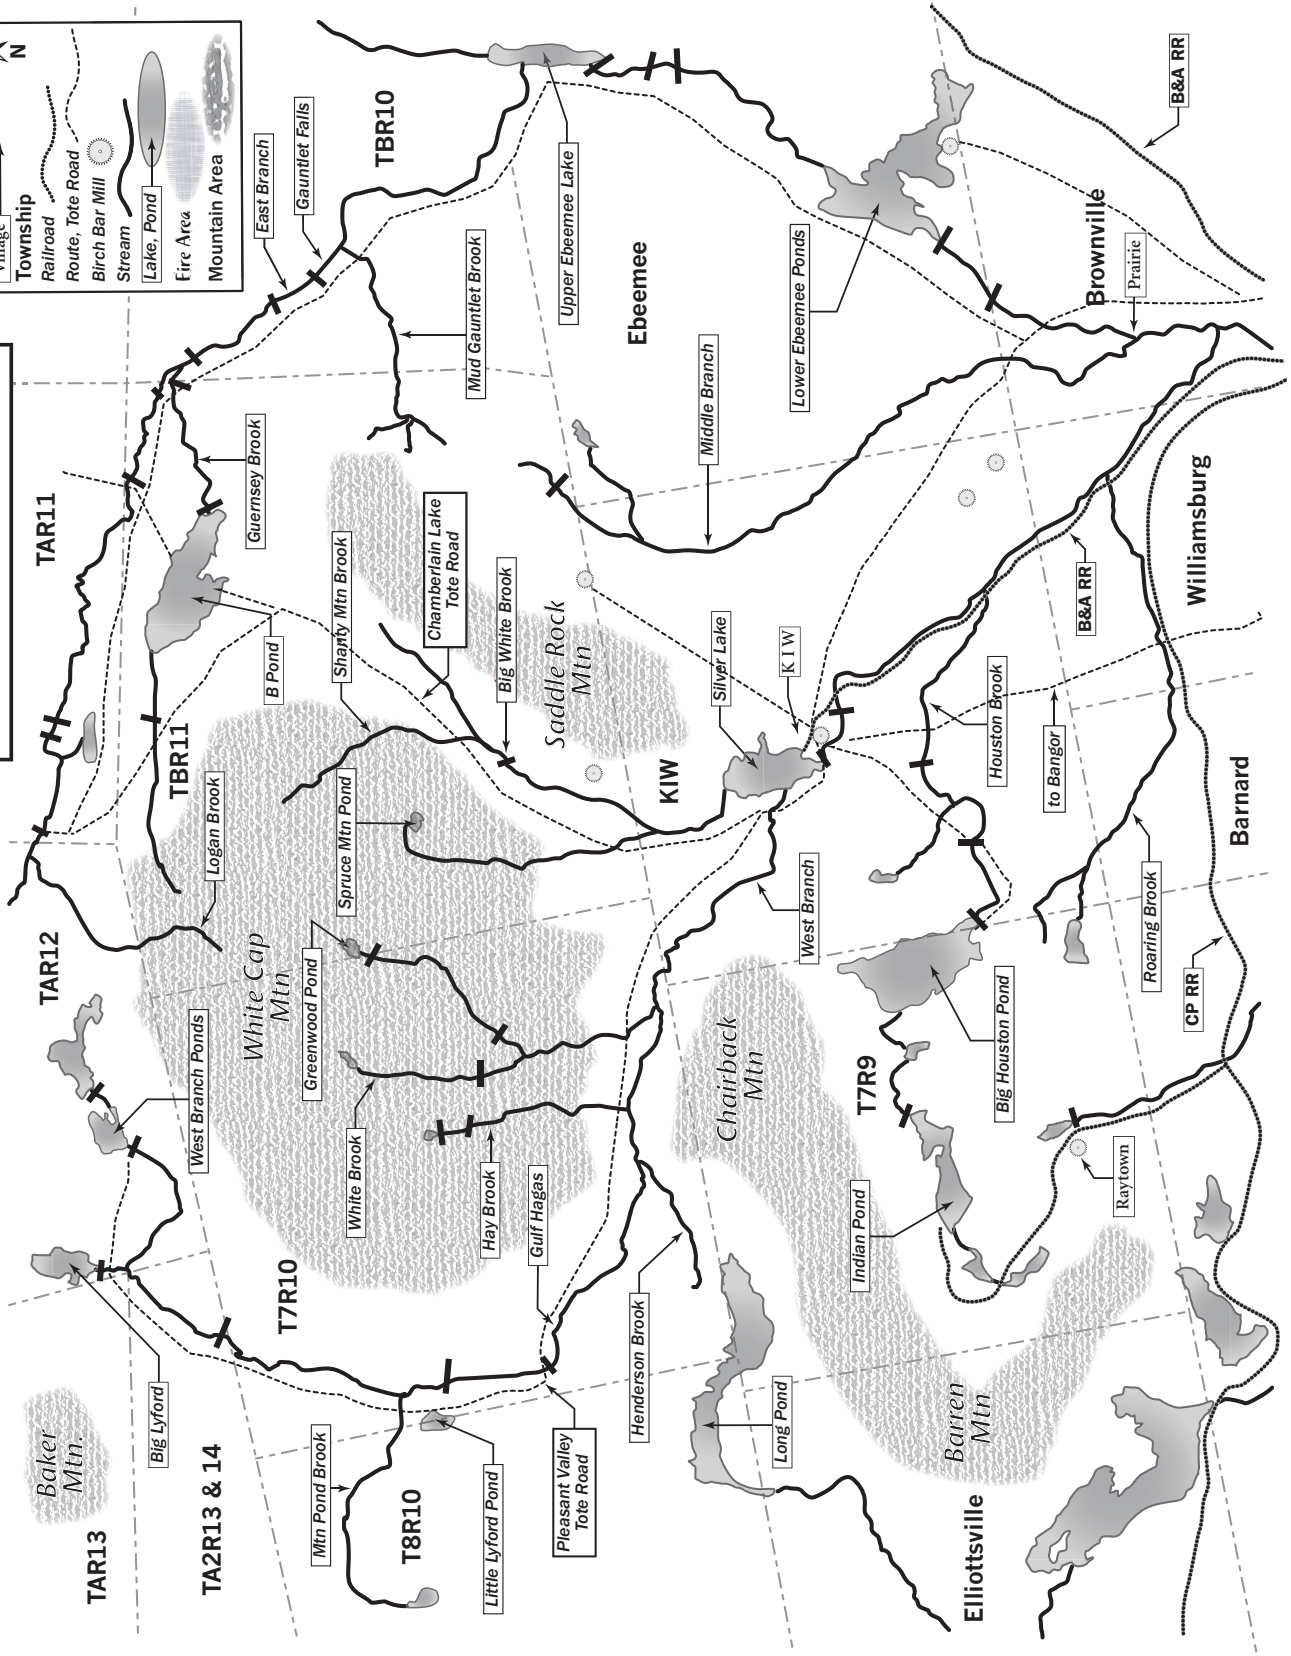 N
Village
Township
Railroad
Route, Tote Road
Birch Bar Mill
Stream
Lake, Pond
Fire Area
Mountain Area
TBR10
East Branch
Gauntlet Falls
Mud Gauntlet Brook
Upper Ebeemee Lake
Ebeemee
Lower Ebeemee Ponds
Middle Branch
B&A RR
Brownville
Prairie
TAR11
Guernsey Brook
Shanty Mtn Brook
Chamberlain Lake
Tote Road
Big White Brook
B Pond
Saddle Rock
Mtn
Silver Lake
KIW
B&A RR
Williamsburg
TBR11
Logan Brook
Spruce Mtn Pond
KIW
Houston Brook
to Bangor
Barnard
West Branch
Roaring Brook
CP RR
TAR12
West Branch Ponds
White Cap
Mtn
Greenwood Pond
White Brook
Hay Brook
Gulf Hagas
Chairback
Mtn
T7R9
Big Houston Pond
Indian Pond
Raytown
T7R10
Henderson Brook
Long Pond
Barren
Mtn
Baker
Mtn.
Big Lyford
TAR13
TA2R13 & 14
Mtn Pond Brook
T8R10
Little Lyford Pond
Pleasant Valley
Tote Road
Elliottsville